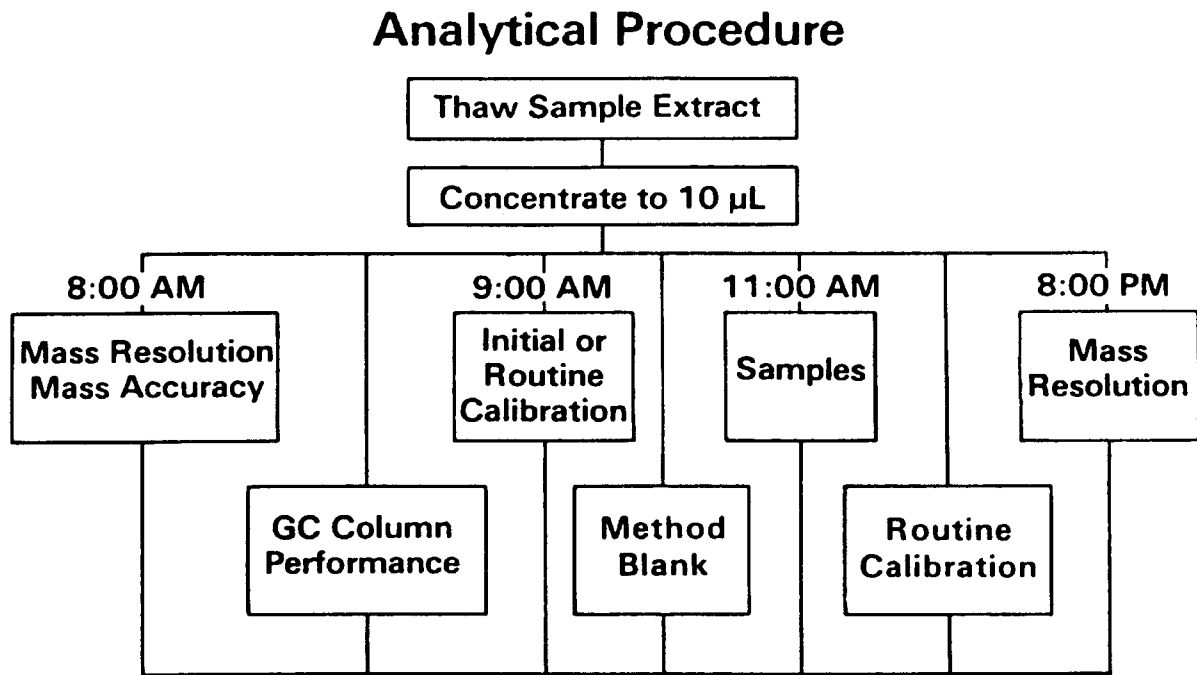 Analytical Procedure
Thaw Sample Extract
Concentrate to 10 µL
8:00 AM
Mass Resolution
Mass Accuracy
GC Column
Performance
9:00 AM
Initial or
Routine
Calibration
Method
Blank
11:00 AM
Samples
Routine
Calibration
8:00 PM
Mass
Resolution